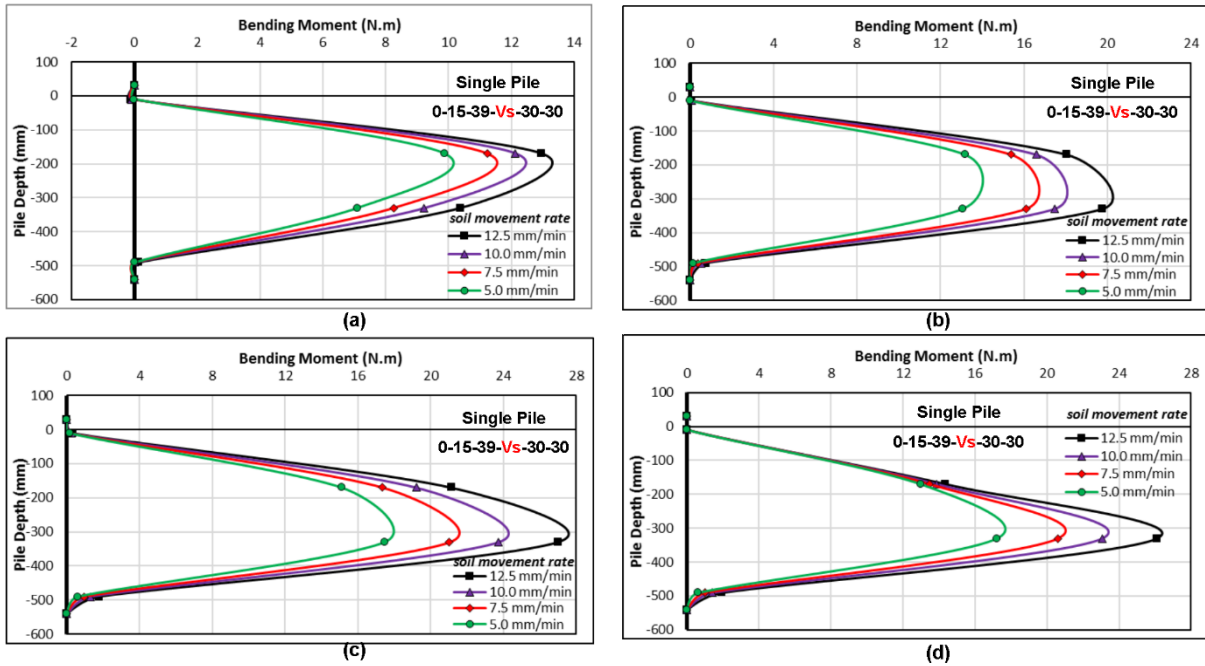 Bending Moment (N.m)
-2 0 2 4 6 8 10 12 14
100
0
-100
-200
-300
-400
-500
-600
Pile Depth (mm)
Single Pile
0-15-39-Vs-30-30
soil movement rate
12.5 mm/min
10.0 mm/min
7.5 mm/min
5.0 mm/min
(a)
Bending Moment (N.m)
0 4 8 12 16 20 24
100
0
-100
-200
-300
-400
-500
-600
Pile Depth (mm)
Single Pile
0-15-39-Vs-30-30
soil movement rate
12.5 mm/min
10.0 mm/min
7.5 mm/min
5.0 mm/min
(b)
Bending Moment (N.m)
0 4 8 12 16 20 24 28
100
0
-100
-200
-300
-400
-500
-600
Pile Depth (mm)
Single Pile
0-15-39-Vs-30-30
soil movement rate
12.5 mm/min
10.0 mm/min
7.5 mm/min
5.0 mm/min
(c)
Bending Moment (N.m)
0 4 8 12 16 20 24 28
100
0
-100
-200
-300
-400
-500
-600
Pile Depth (mm)
Single Pile
0-15-39-Vs-30-30
soil movement rate
12.5 mm/min
10.0 mm/min
7.5 mm/min
5.0 mm/min
(d)